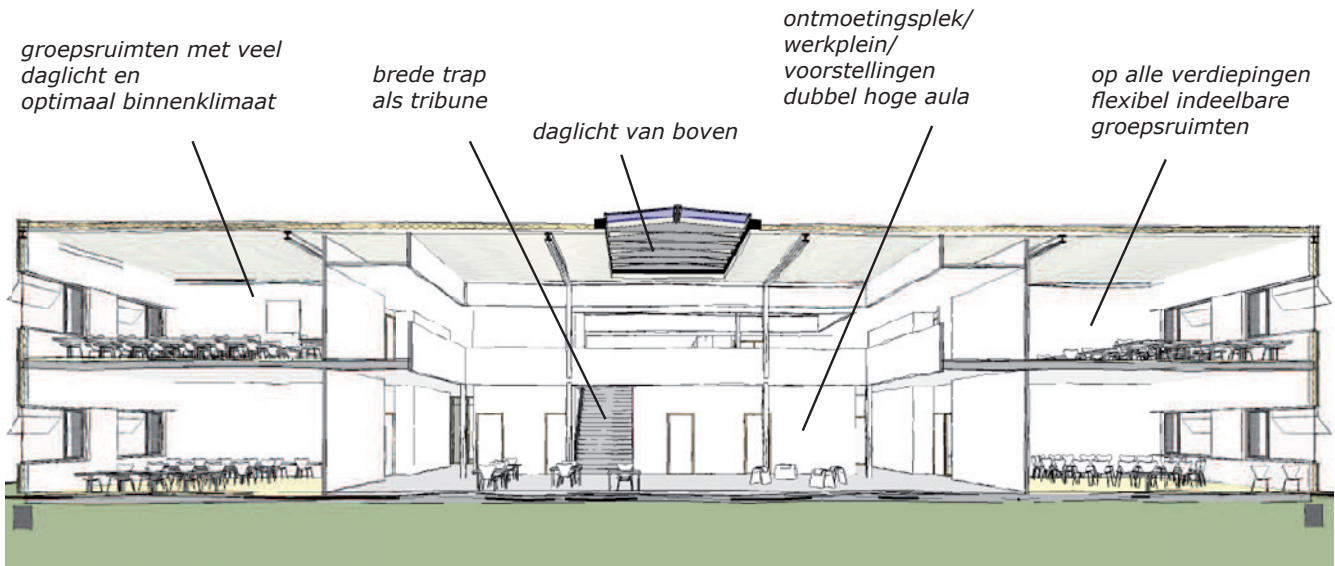 groepsruimten met veel
daglicht en
optimaal binnenklimaat
brede trap
als tribune
daglicht van boven
ontmoetingsplek/
werkplein/
voorstellingen
dubbel hoge aula
op alle verdiepingen
flexibel indeelbare
groepsruimten